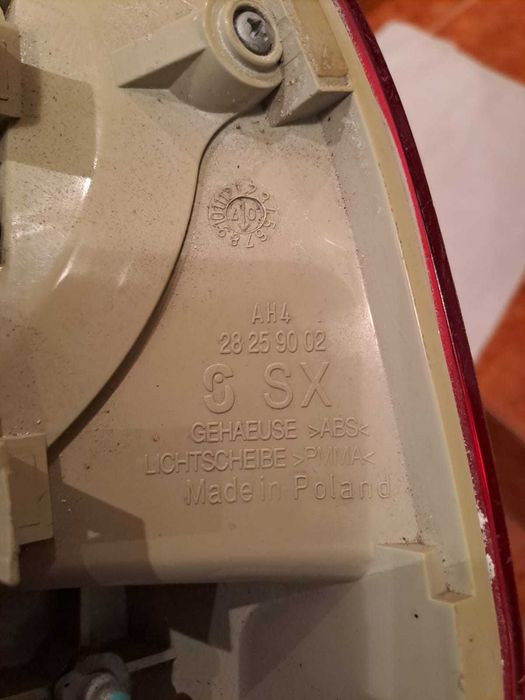 AH4
28 25 90 02
SX
GEHAEUSE >ABS<
LICHTSCHEIBE >PMMA<
Made in Poland